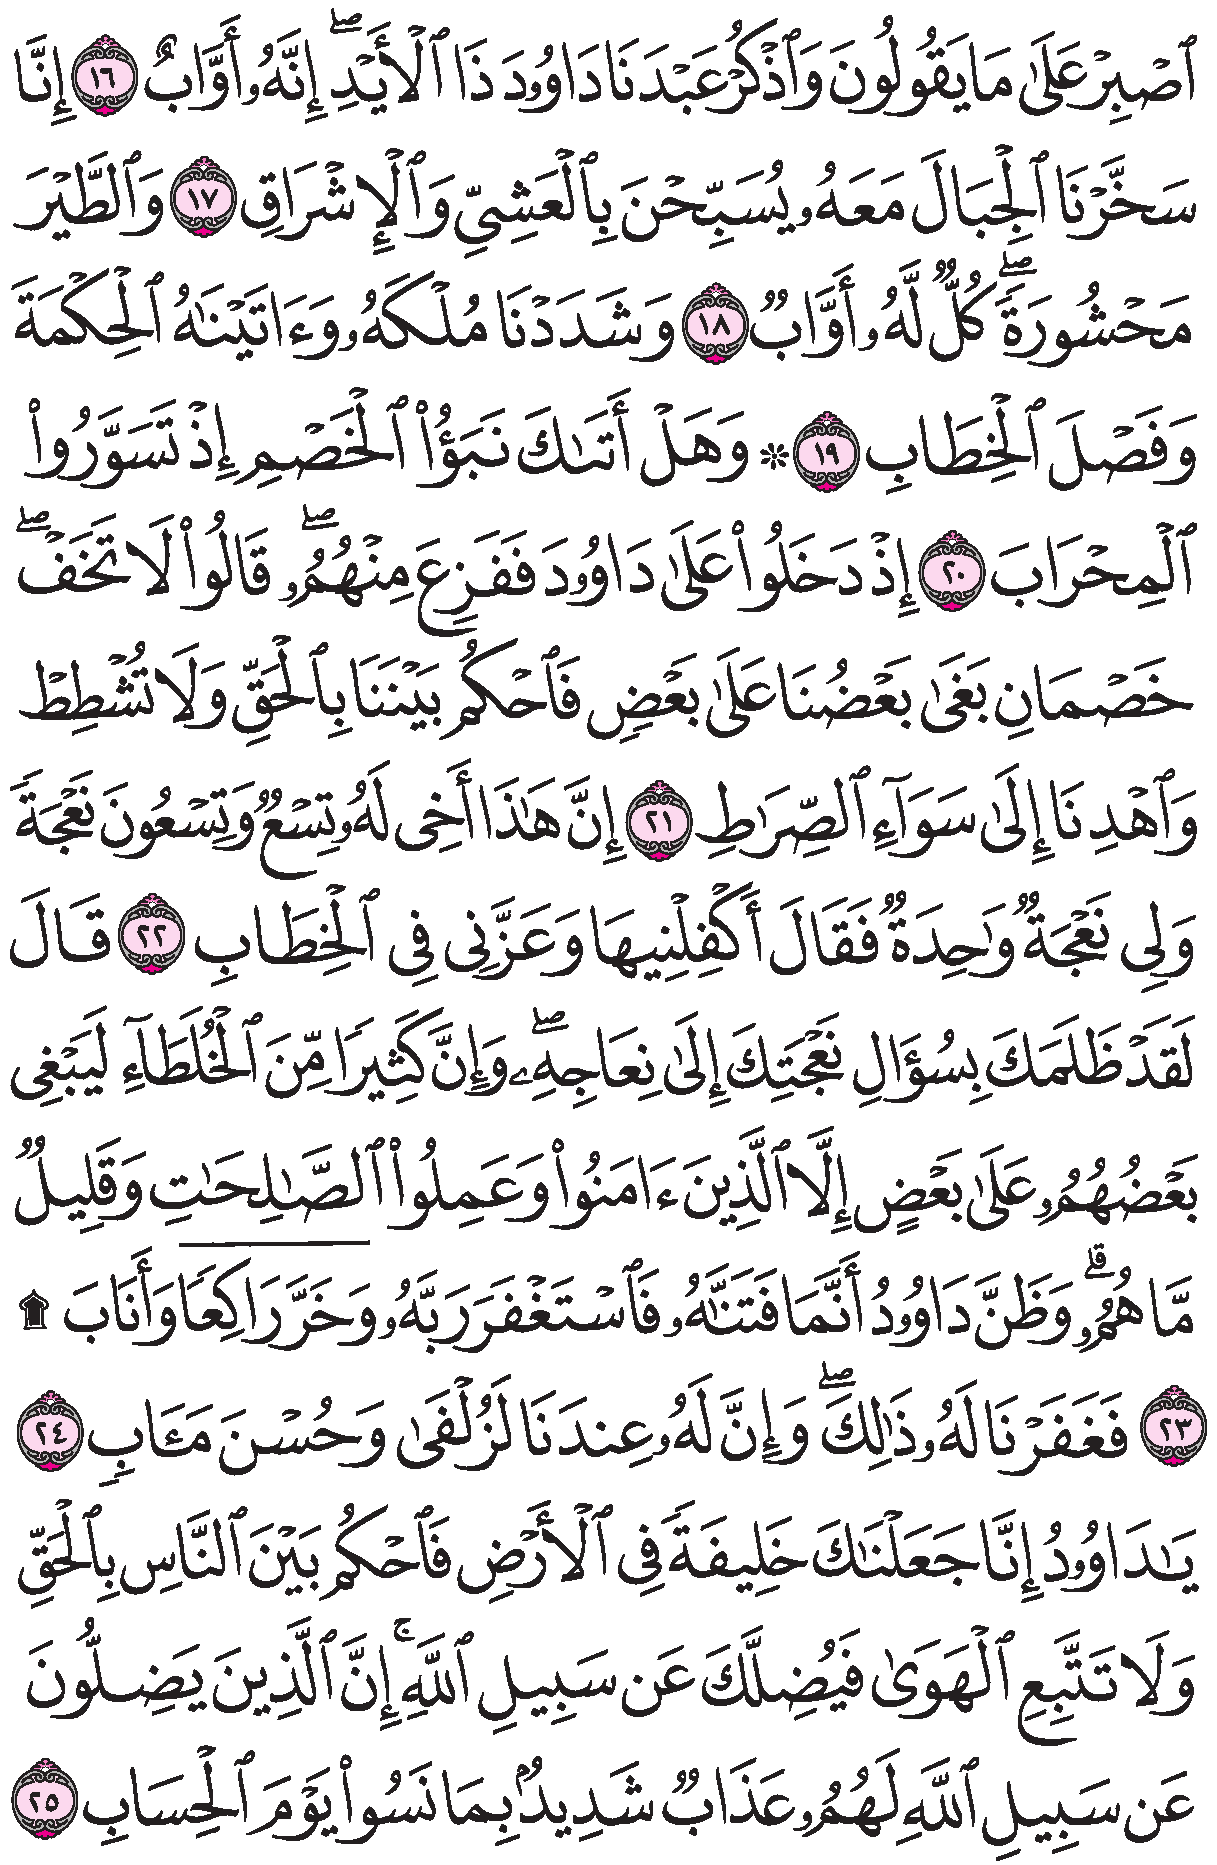 ٱصۡبِرۡ عَلَىٰ مَا يَقُولُونَ وَٱذۡكُرۡ عَبۡدَنَا دَاوُۥدَ ذَا ٱلۡأَيۡدِۖ إِنَّهُۥ أَوَّابٌ ١٦ إِنَّا
سَخَّرۡنَا ٱلۡجِبَالَ مَعَهُۥ يُسَبِّحۡنَ بِٱلۡعَشِيِّ وَٱلۡإِشۡرَاقِ ١٧ وَٱلطَّيۡرَ
مَحۡشُورَةٗۖ كُلّٞ لَّهُۥ أَوَّابٞ ١٨ وَشَدَدۡنَا مُلۡكَهُۥ وَءَاتَيۡنَٰهُ ٱلۡحِكۡمَةَ
وَفَصۡلَ ٱلۡخِطَابِ ١٩ ۞ وَهَلۡ أَتَىٰكَ نَبَؤُاْ ٱلۡخَصۡمِ إِذۡ تَسَوَّرُواْ
ٱلۡمِحۡرَابَ ٢٠ إِذۡ دَخَلُواْ عَلَىٰ دَاوُۥدَ فَفَزِعَ مِنۡهُمُۥۖ قَالُواْ لَا تَخَفۡۖ
خَصۡمَانِ بَغَىٰ بَعۡضُنَا عَلَىٰ بَعۡضٖ فَٱحۡكُم بَيۡنَنَا بِٱلۡحَقِّ وَلَا تُشۡطِطۡ
وَٱهۡدِنَا إِلَىٰ سَوَآءِ ٱلصِّرَٰطِ ٢١ إِنَّ هَٰذَا أَخِي لَهُۥ تِسۡعٞ وَتِسۡعُونَ نَعۡجَةٗ
وَلِي نَعۡجَةٞ وَٰحِدَةٞ فَقَالَ أَكۡفِلۡنِيهَا وَعَزَّنِي فِي ٱلۡخِطَابِ ٢٢ قَالَ
لَقَدۡ ظَلَمَكَ بِسُؤَالِ نَعۡجَتِكَ إِلَىٰ نِعَاجِهِۦۖ وَإِنَّ كَثِيرٗا مِّنَ ٱلۡخُلَطَآءِ لَيَبۡغِي
بَعۡضُهُمُۥ عَلَىٰ بَعۡضٍ إِلَّا ٱلَّذِينَ ءَامَنُواْ وَعَمِلُواْ ٱلصَّٰلِحَٰتِ وَقَلِيلٞ
مَّا هُمُۥۗ وَظَنَّ دَاوُۥدُ أَنَّمَا فَتَنَّٰهُۥ فَٱسۡتَغۡفَرَ رَبَّهُۥ وَخَرَّ رَاكِعٗا وَأَنَابَ ۩
٢٣ فَغَفَرۡنَا لَهُۥ ذَٰلِكَۖ وَإِنَّ لَهُۥ عِندَنَا لَزُلۡفَىٰ وَحُسۡنَ مَـَٔابٖ ٢٤
يَٰدَاوُۥدُ إِنَّا جَعَلۡنَٰكَ خَلِيفَةٗ فِي ٱلۡأَرۡضِ فَٱحۡكُم بَيۡنَ ٱلنَّاسِ بِٱلۡحَقِّ
وَلَا تَتَّبِعِ ٱلۡهَوَىٰ فَيُضِلَّكَ عَن سَبِيلِ ٱللَّهِۚ إِنَّ ٱلَّذِينَ يَضِلُّونَ
عَن سَبِيلِ ٱللَّهِ لَهُمُۥ عَذَابٞ شَدِيدُۢ بِمَا نَسُواْ يَوۡمَ ٱلۡحِسَابِ ٢٥